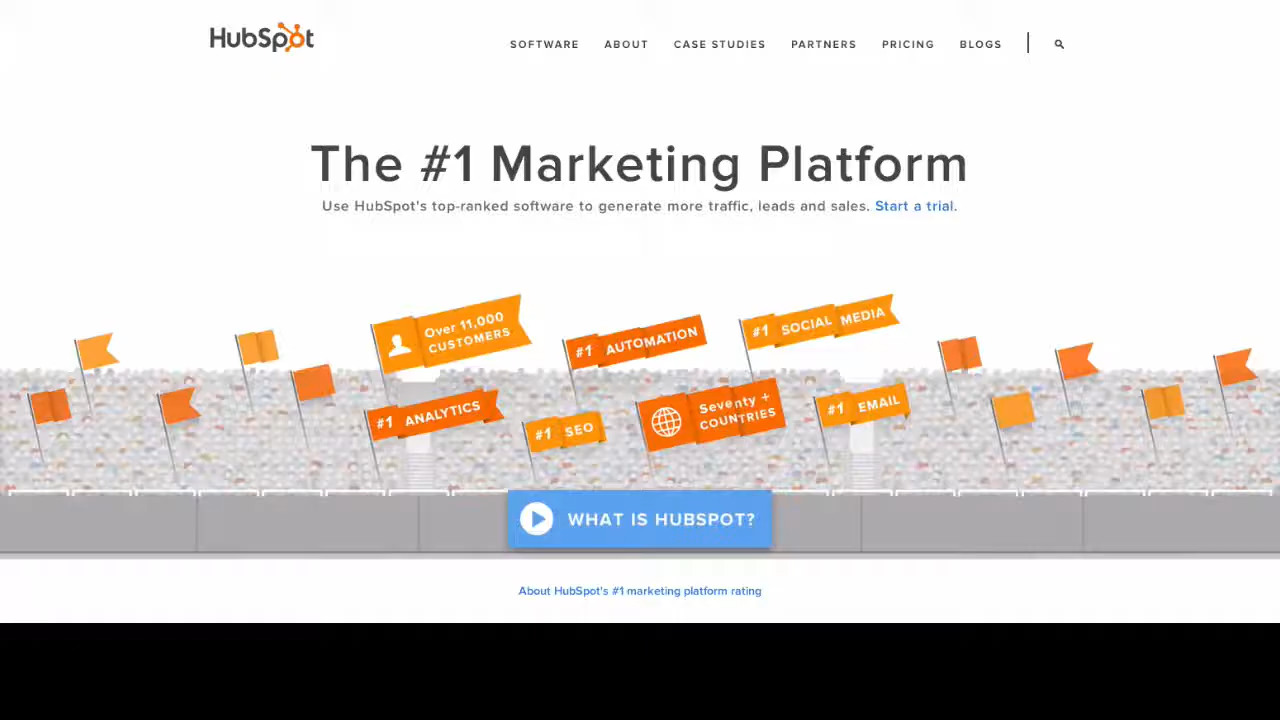 HubSpot
SOFTWARE ABOUT CASE STUDIES PARTNERS PRICING BLOGS
The #1 Marketing Platform
Use HubSpot's top-ranked software to generate more traffic, leads and sales. Start a trial.
Over 11,000
CUSTOMERS
#1 AUTOMATION
#1 SOCIAL MEDIA
#1 ANALYTICS
#1 SEO
Seventy +
COUNTRIES
#1 EMAIL
WHAT IS HUBSPOT?
About HubSpot's #1 marketing platform rating